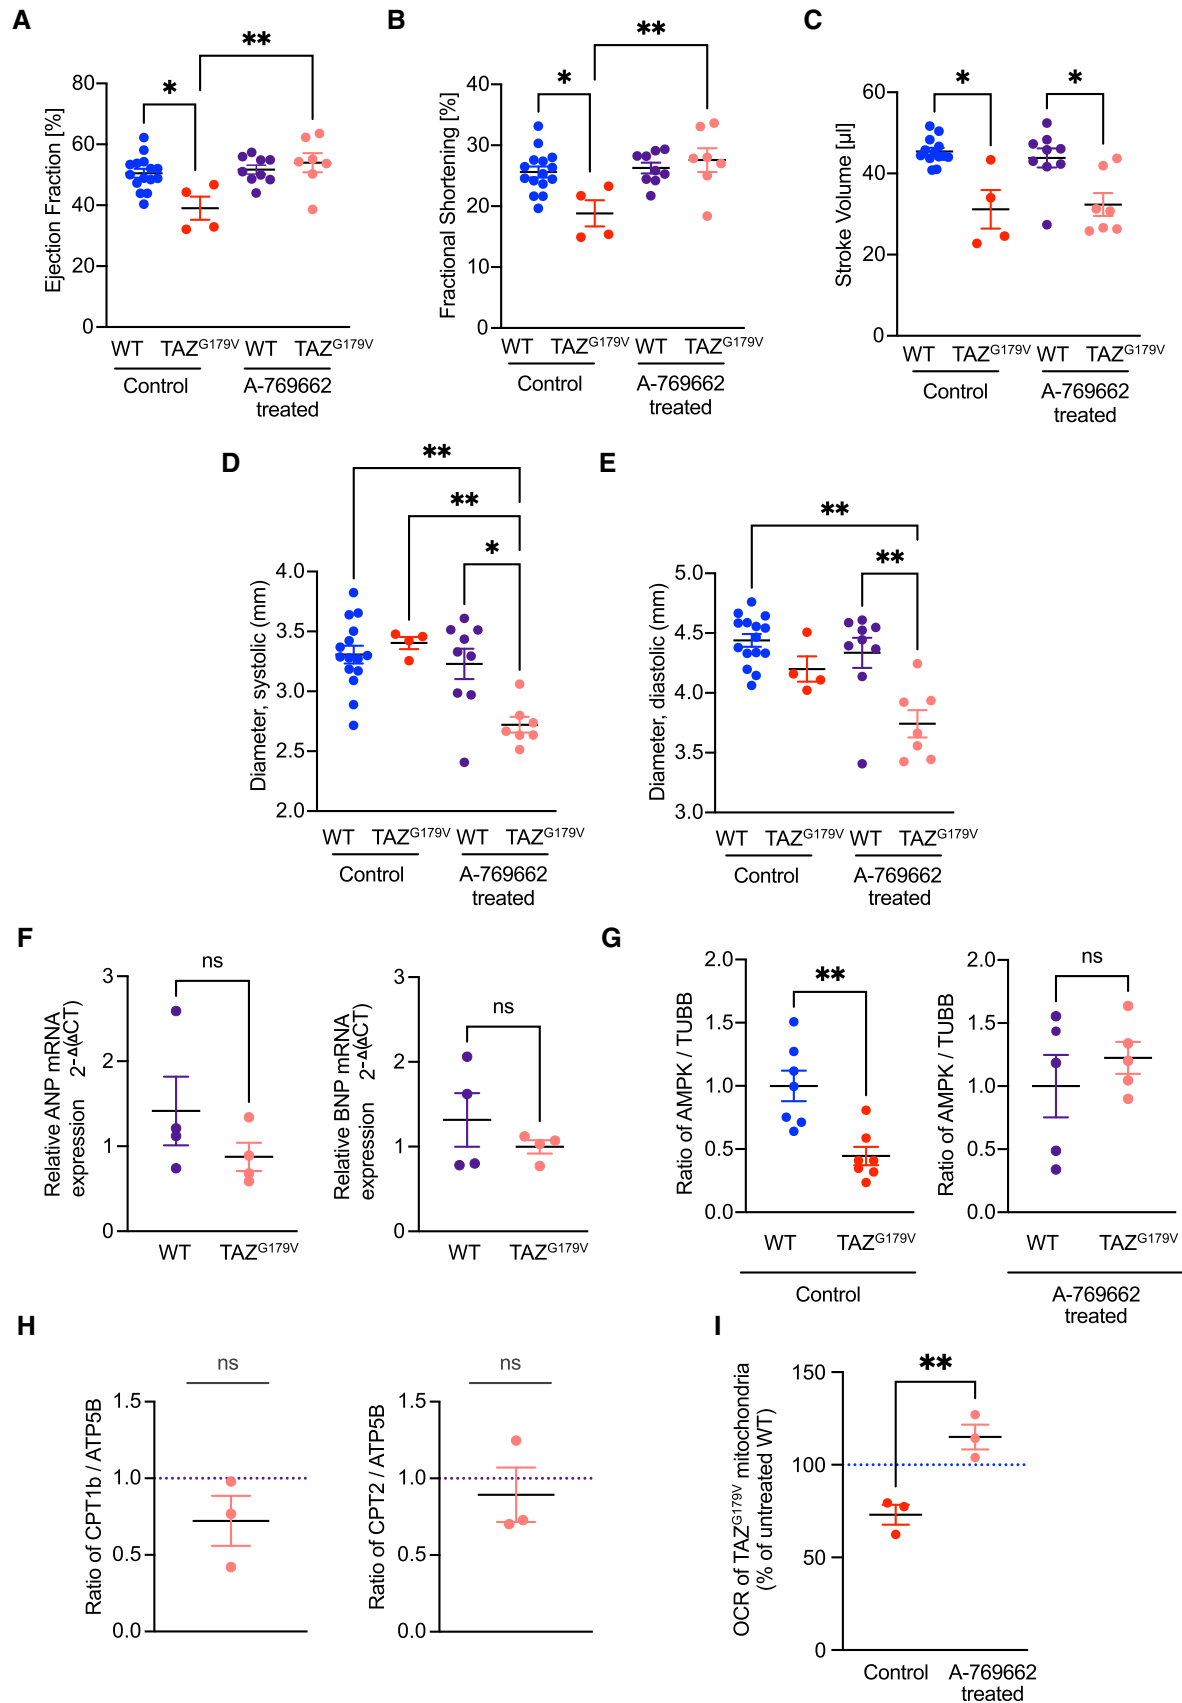 A
Ejection Fraction [%]
80
60
40
20
0
*
**
WT TAZG179V WT TAZG179V
Control A-769662
treated
B
Fractional Shortening [%]
40
30
20
10
0
*
**
WT TAZG179V WT TAZG179V
Control A-769662
treated
C
Stroke Volume [µl]
60
40
20
0
*
*
WT TAZG179V WT TAZG179V
Control A-769662
treated
D
Diameter, systolic (mm)
4.0
3.5
3.0
2.5
2.0
**
**
*
WT TAZG179V WT TAZG179V
Control A-769662
treated
E
Diameter, diastolic (mm)
5.0
4.5
4.0
3.5
3.0
**
**
WT TAZG179V WT TAZG179V
Control A-769662
treated
F
Relative ANP mRNA
expression 2-Δ(ΔCT)
3
2
1
0
ns
WT TAZG179V
Relative BNP mRNA
expression 2-Δ(ΔCT)
3
2
1
0
ns
WT TAZG179V
G
Ratio of AMPK / TUBB
2.0
1.5
1.0
0.5
0.0
**
WT TAZG179V
Control
Ratio of AMPK / TUBB
2.0
1.5
1.0
0.5
0.0
ns
WT TAZG179V
A-769662
treated
H
Ratio of CPT1b / ATP5B
1.5
1.0
0.5
0.0
ns
Ratio of CPT2 / ATP5B
1.5
1.0
0.5
0.0
ns
I
OCR of TAZG179V mitochondria
(% of untreated WT)
150
100
50
0
**
Control A-769662
treated